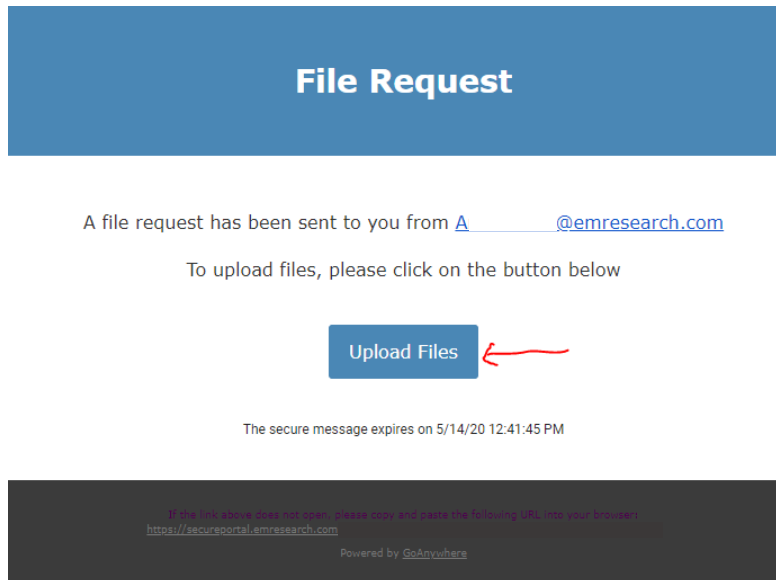 File Request
A file request has been sent to you from A @emresearch.com
To upload files, please click on the button below
Upload Files
The secure message expires on 5/14/20 12:41:45 PM
If the link above does not open, please copy and paste the following URL into your browser:
https://secureportal.emresearch.com
Powered by GoAnywhere